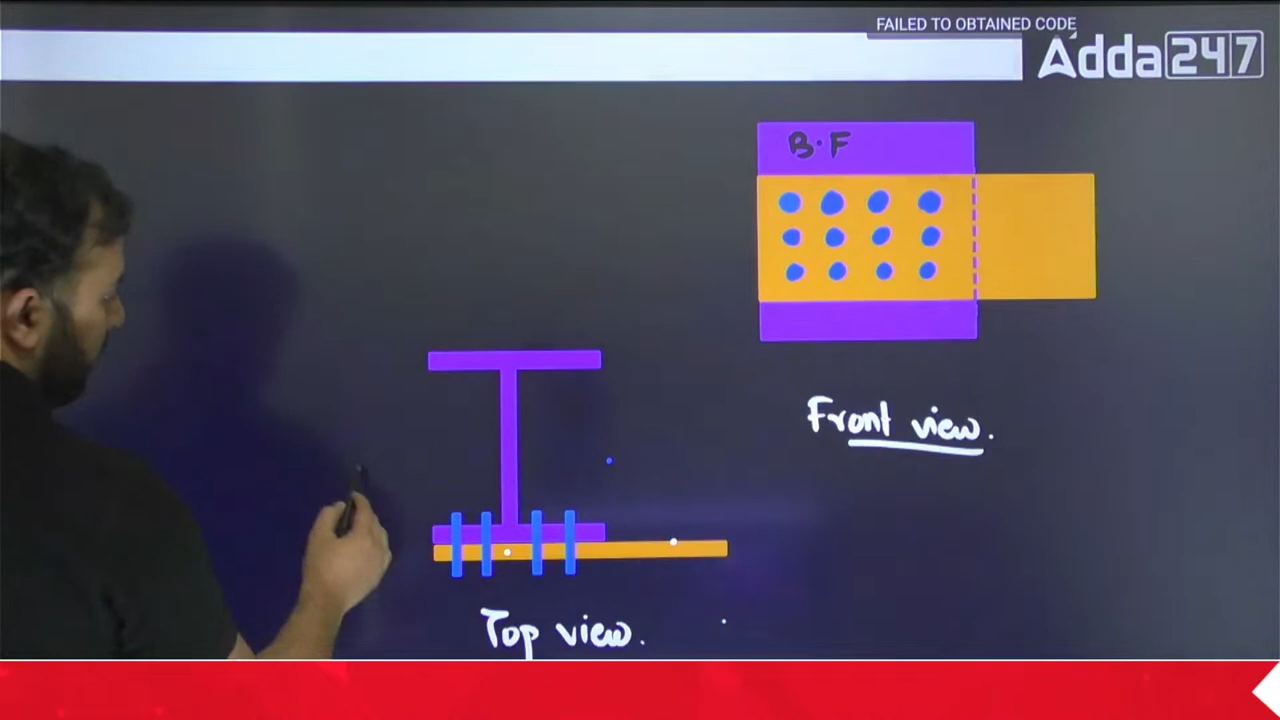 FAILED TO OBTAINED CODE
Adda247
B.F
Front view.
Top view.